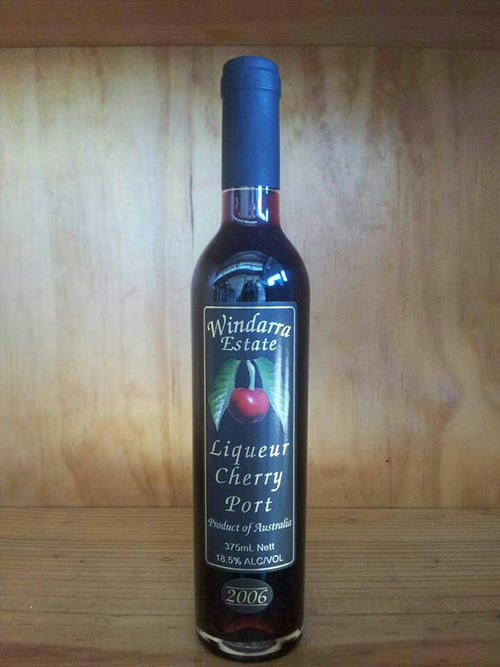 Windarra
Estate
Liqueur
Cherry
Port
Product of Australia
375mL Nett
18.5% ALC/VOL
2006